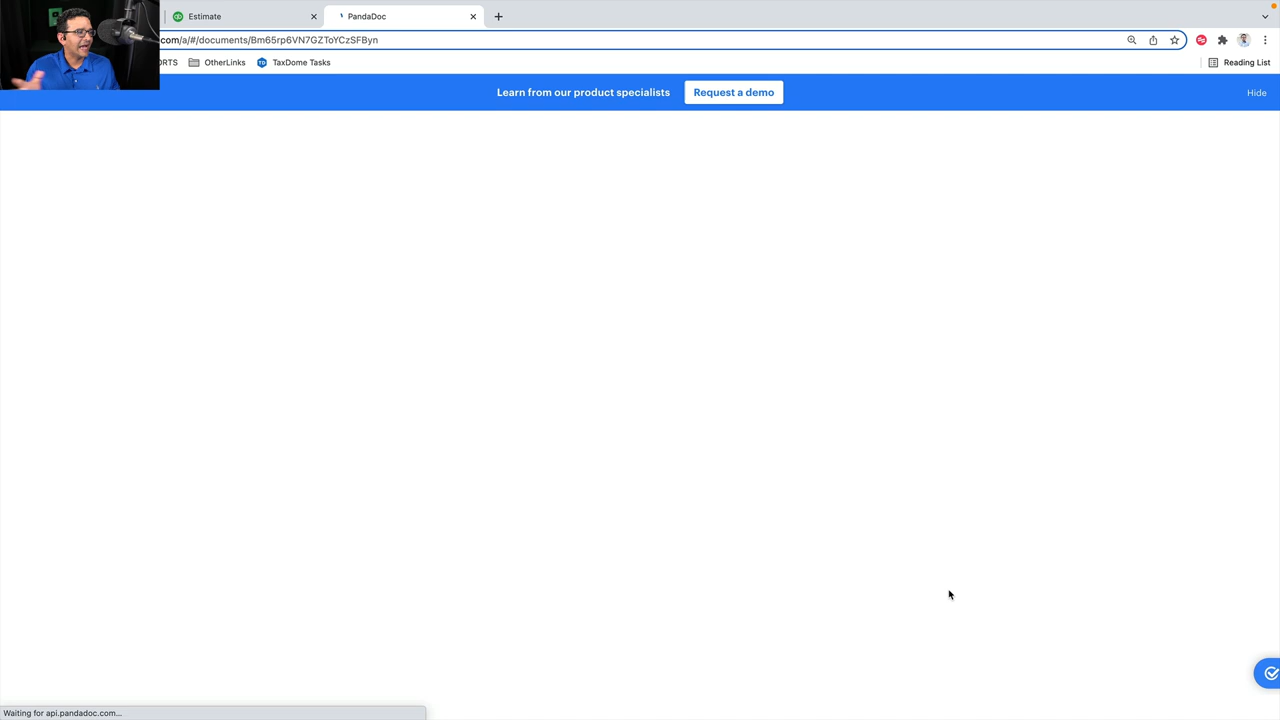 Estimate
PandaDoc
com/a/#/documents/Bm65rp6VN7GZToYCzSFByn
ORTS
OtherLinks
TD
TaxDome Tasks
Reading List
Learn from our product specialists
Request a demo
Hide
Waiting for api.pandadoc.com...